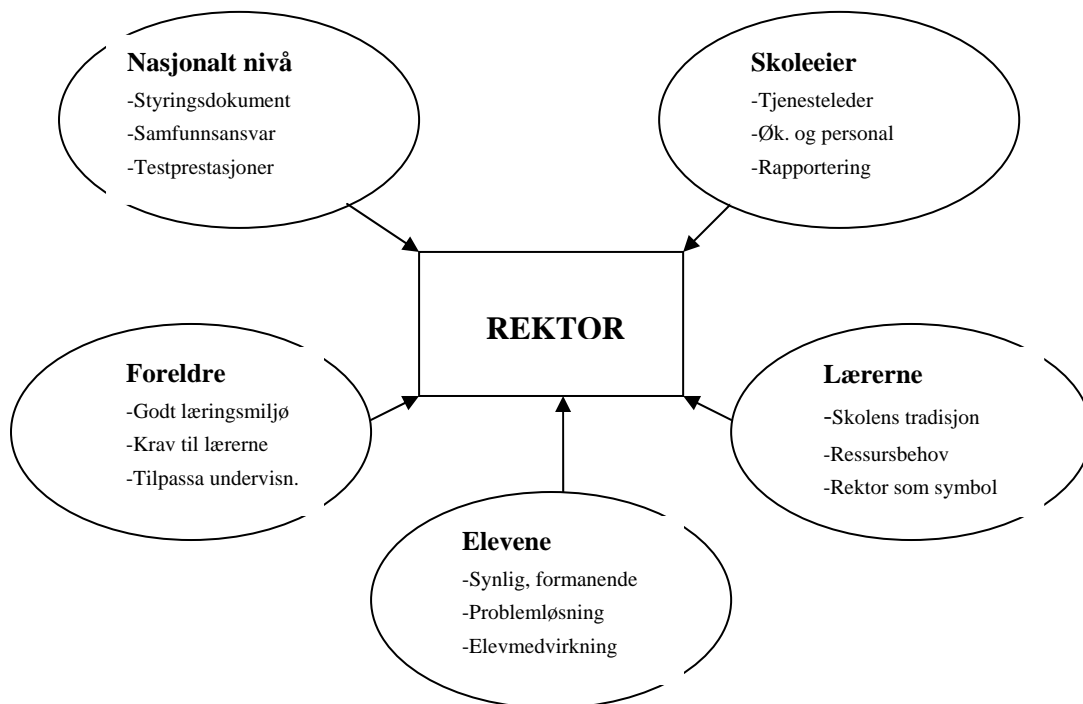 Nasjonalt nivå
-Styringsdokument
-Samfunnsansvar
-Testprestasjoner
Skoleeier
-Tjenesteleder
-Øk. og personal
-Rapportering
REKTOR
Foreldre
-Godt læringsmiljø
-Krav til lærerne
-Tilpassa undervisn.
Lærerne
-Skolens tradisjon
-Ressursbehov
-Rektor som symbol
Elevene
-Synlig, formanende
-Problemløsning
-Elevmedvirkning